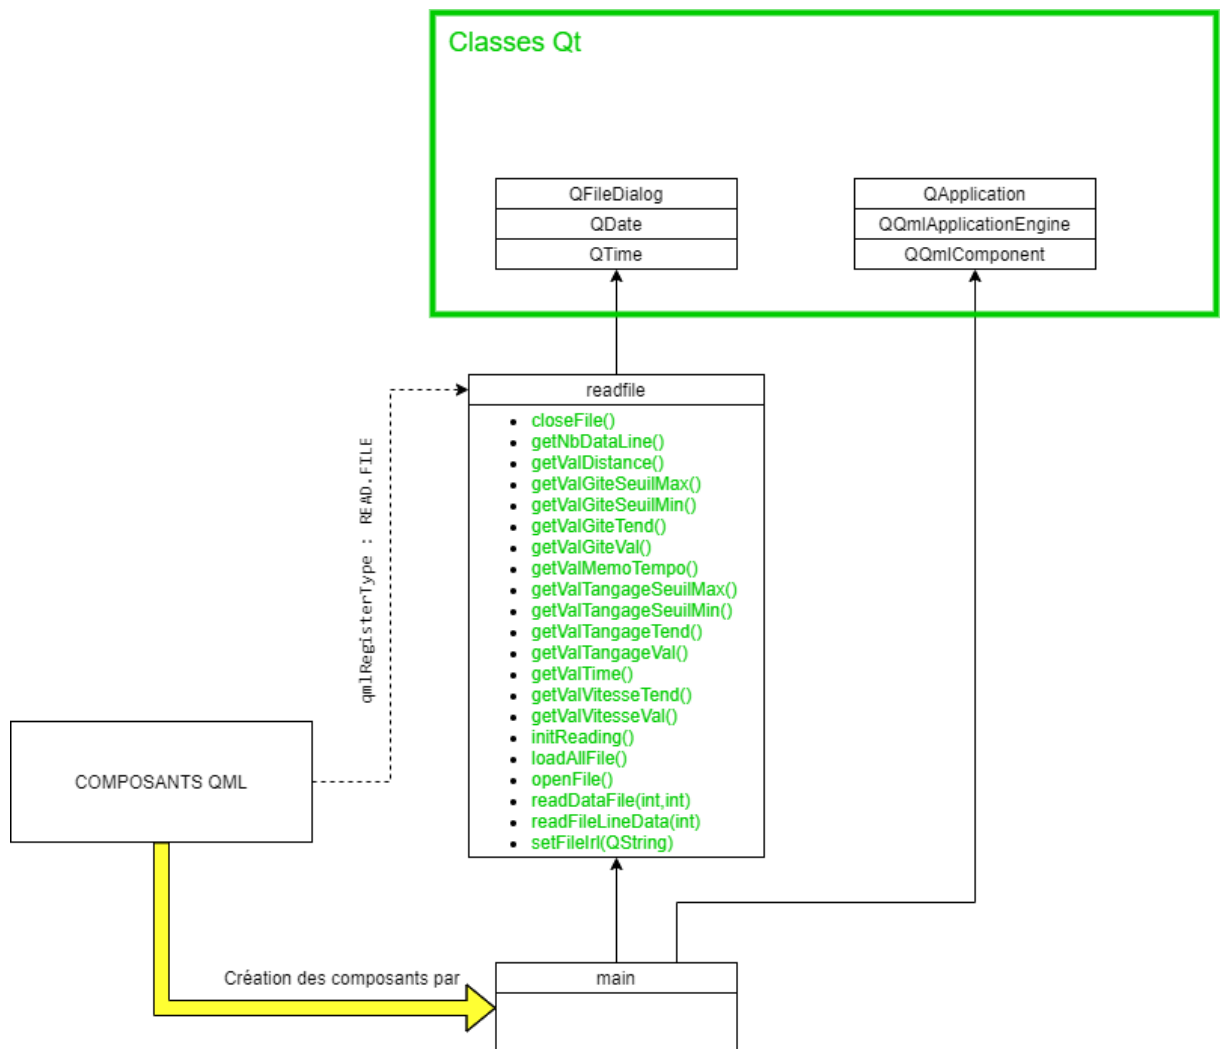 Classes Qt
QFileDialog
QDate
QTime
QApplication
QQmlApplicationEngine
QQmlComponent
readfile
closeFile()
getNbDataLine()
getValDistance()
getValGiteSeuilMax()
getValGiteSeuilMin()
getValGiteTend()
getValGiteVal()
getValMemoTempo()
getValTangageSeuilMax()
getValTangageSeuilMin()
getValTangageTend()
getValTangageVal()
getValTime()
getValVitesseTend()
getValVitesseVal()
initReading()
loadAllFile()
openFile()
readDataFile(int,int)
readFileLineData(int)
setFileIrl(QString)
qmlRegisterType : READ.FILE
COMPOSANTS QML
Création des composants par
main